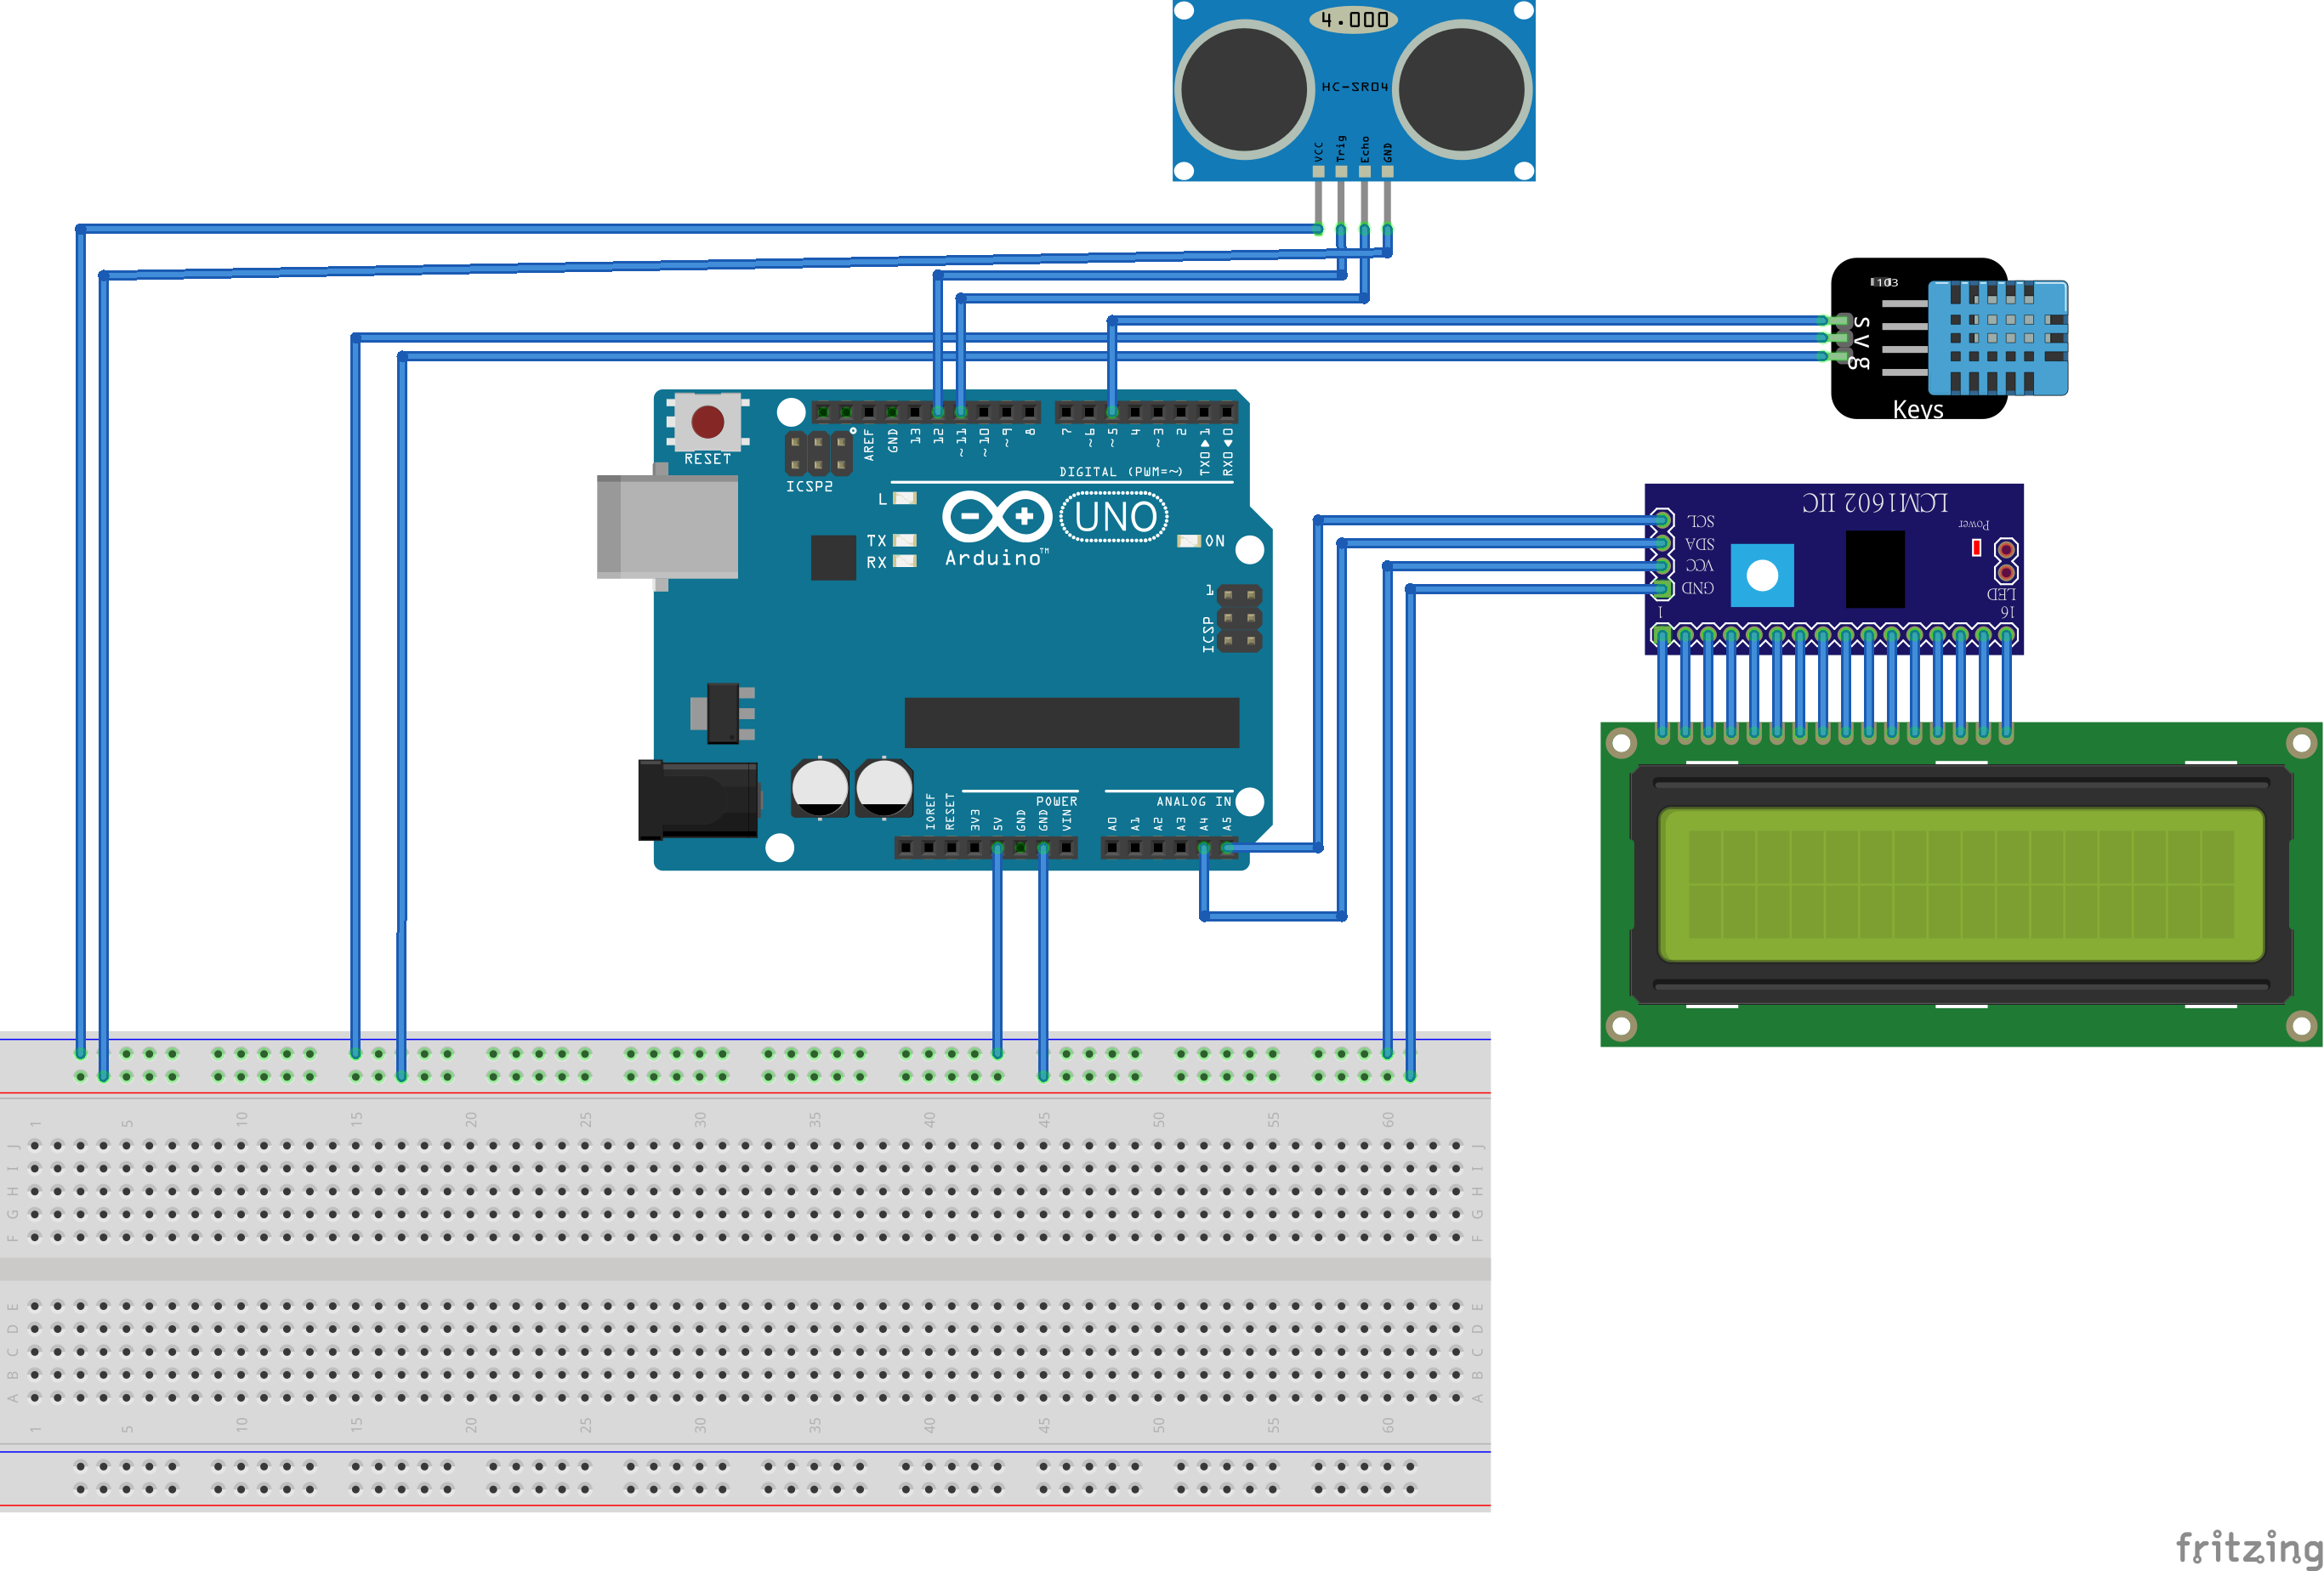 4.000
HC-SR04
VCC Trig Echo GND
103
S V g
Keys
RESET
ICSP2
AREF GND 13 12 ~11 ~10 ~9 8 7 ~6 ~5 4 ~3 2 TX0▶1 RX0◀0
DIGITAL (PWM=~)
L
TX
RX
UNO
Arduino™
ON
1
ICSP
IOREF RESET 3V3 5V GND GND VIN
POWER
A0 A1 A2 A3 A4 A5
ANALOG IN
LCM1602 IIC
SCL
SDA
VCC
GND
Power
LED
1 16
1 5 10 15 20 25 30 35 40 45 50 55 60
J J
I I
H H
G G
F F
E E
D D
C C
B B
A A
1 5 10 15 20 25 30 35 40 45 50 55 60
fritzing